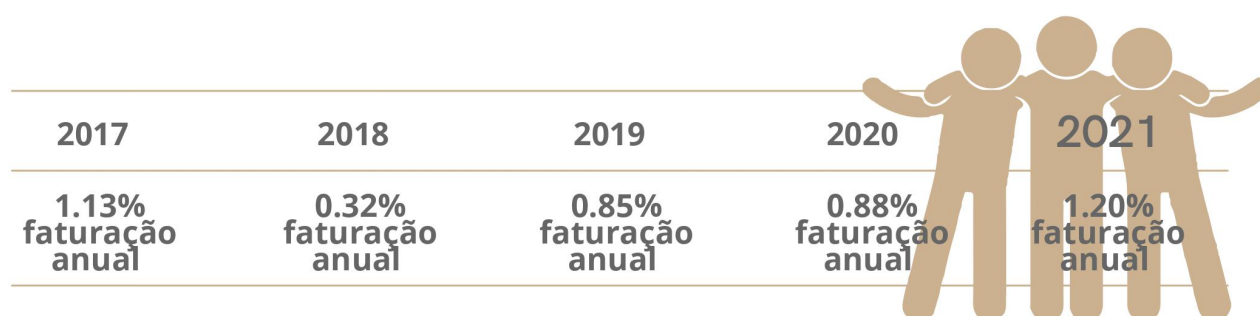 2017 2018 2019 2020 2021
1.13% 0.32% 0.85% 0.88% 1.20%
faturação faturação faturação faturação faturação
anual anual anual anual anual